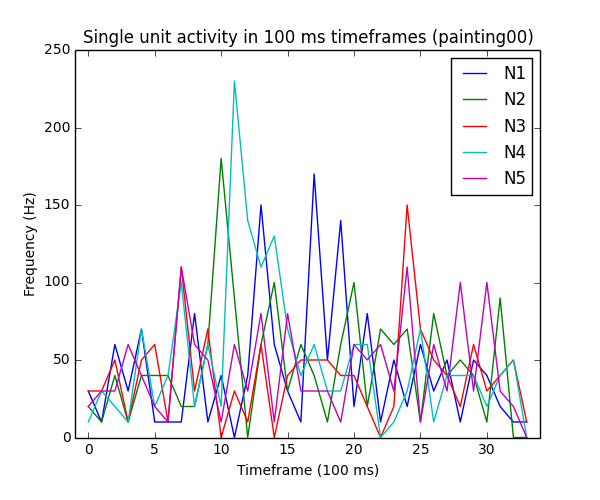 Single unit activity in 100 ms timeframes (painting00)
250
200
150
100
50
0
Frequency (Hz)
N1
N2
N3
N4
N5
0 5 10 15 20 25 30
Timeframe (100 ms)